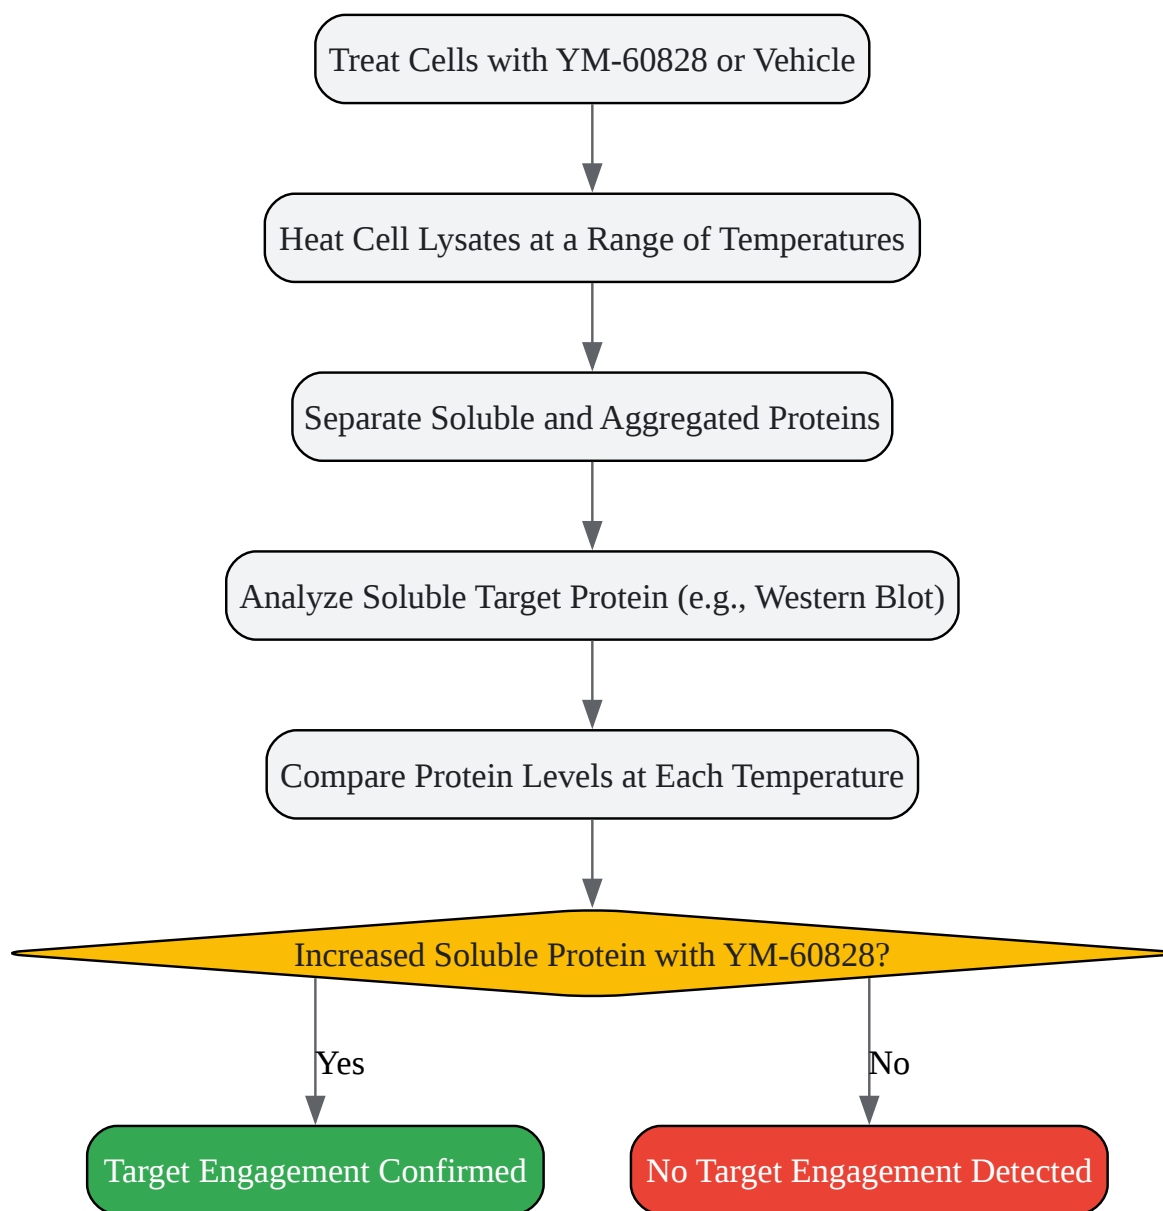 Treat Cells with YM-60828 or Vehicle
Heat Cell Lysates at a Range of Temperatures
Separate Soluble and Aggregated Proteins
Analyze Soluble Target Protein (e.g., Western Blot)
Compare Protein Levels at Each Temperature
Increased Soluble Protein with YM-60828?
Yes
No
Target Engagement Confirmed
No Target Engagement Detected